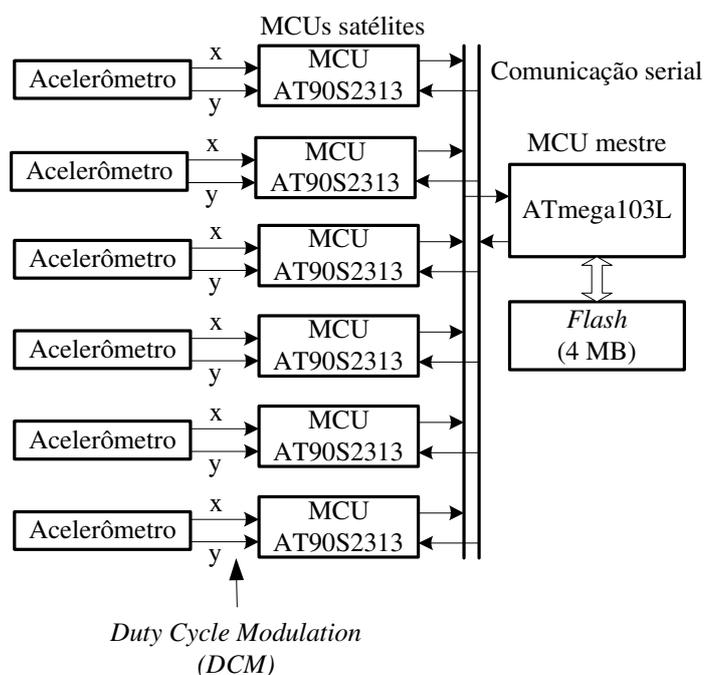 MCUs satélites
x
Acelerômetro
y
MCU
AT90S2313
x
Acelerômetro
y
MCU
AT90S2313
x
Acelerômetro
y
MCU
AT90S2313
x
Acelerômetro
y
MCU
AT90S2313
x
Acelerômetro
y
MCU
AT90S2313
x
Acelerômetro
y
MCU
AT90S2313
Comunicação serial
MCU mestre
ATmega103L
Flash
(4 MB)
Duty Cycle Modulation
(DCM)